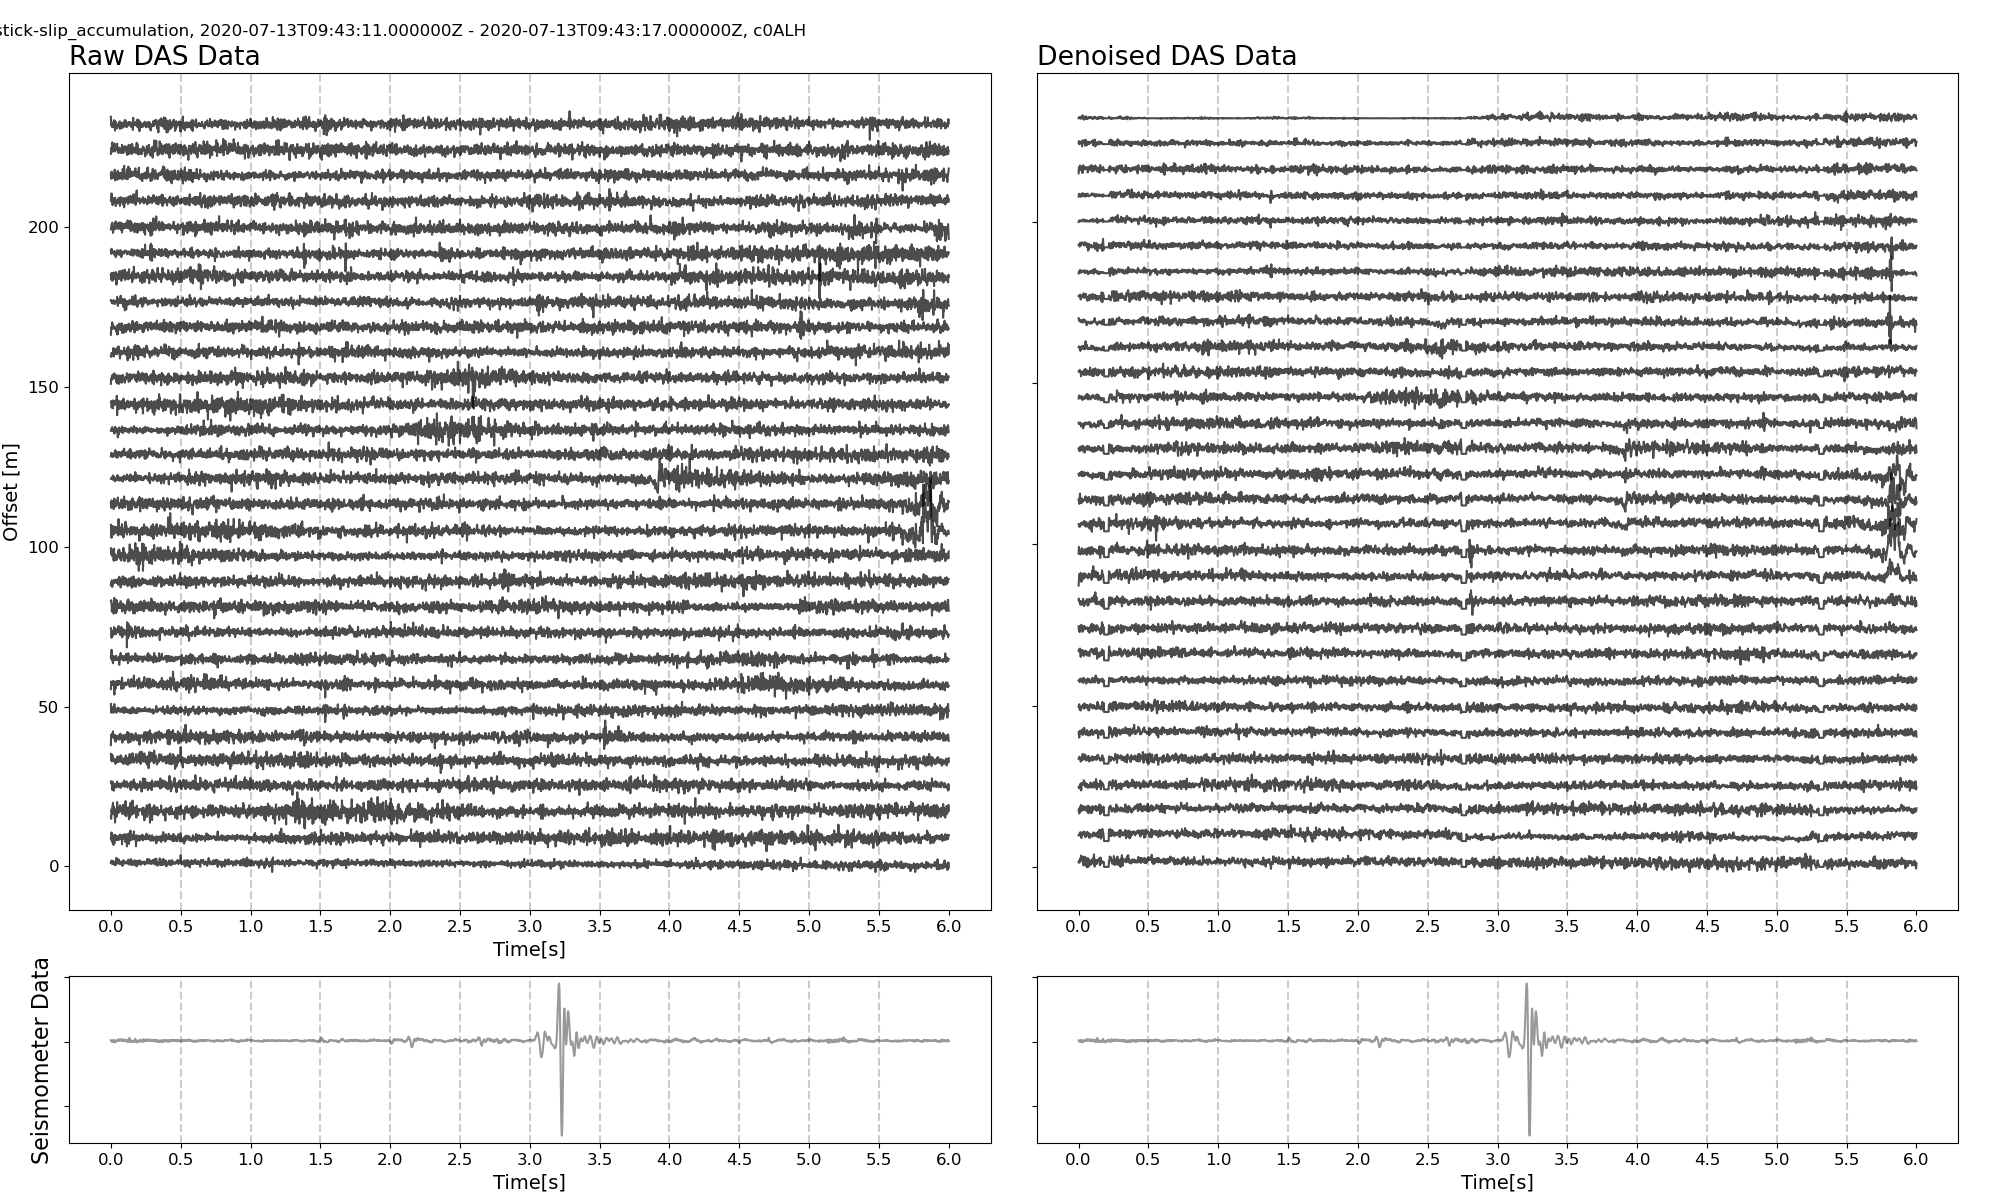 stick-slip_accumulation, 2020-07-13T09:43:11.000000Z - 2020-07-13T09:43:17.000000Z, c0ALH
Raw DAS Data
Denoised DAS Data
Offset [m]
200
150
100
50
0
0.0 0.5 1.0 1.5 2.0 2.5 3.0 3.5 4.0 4.5 5.0 5.5 6.0
Time[s]
0.0 0.5 1.0 1.5 2.0 2.5 3.0 3.5 4.0 4.5 5.0 5.5 6.0
Seismometer Data
0.0 0.5 1.0 1.5 2.0 2.5 3.0 3.5 4.0 4.5 5.0 5.5 6.0
Time[s]
0.0 0.5 1.0 1.5 2.0 2.5 3.0 3.5 4.0 4.5 5.0 5.5 6.0
Time[s]